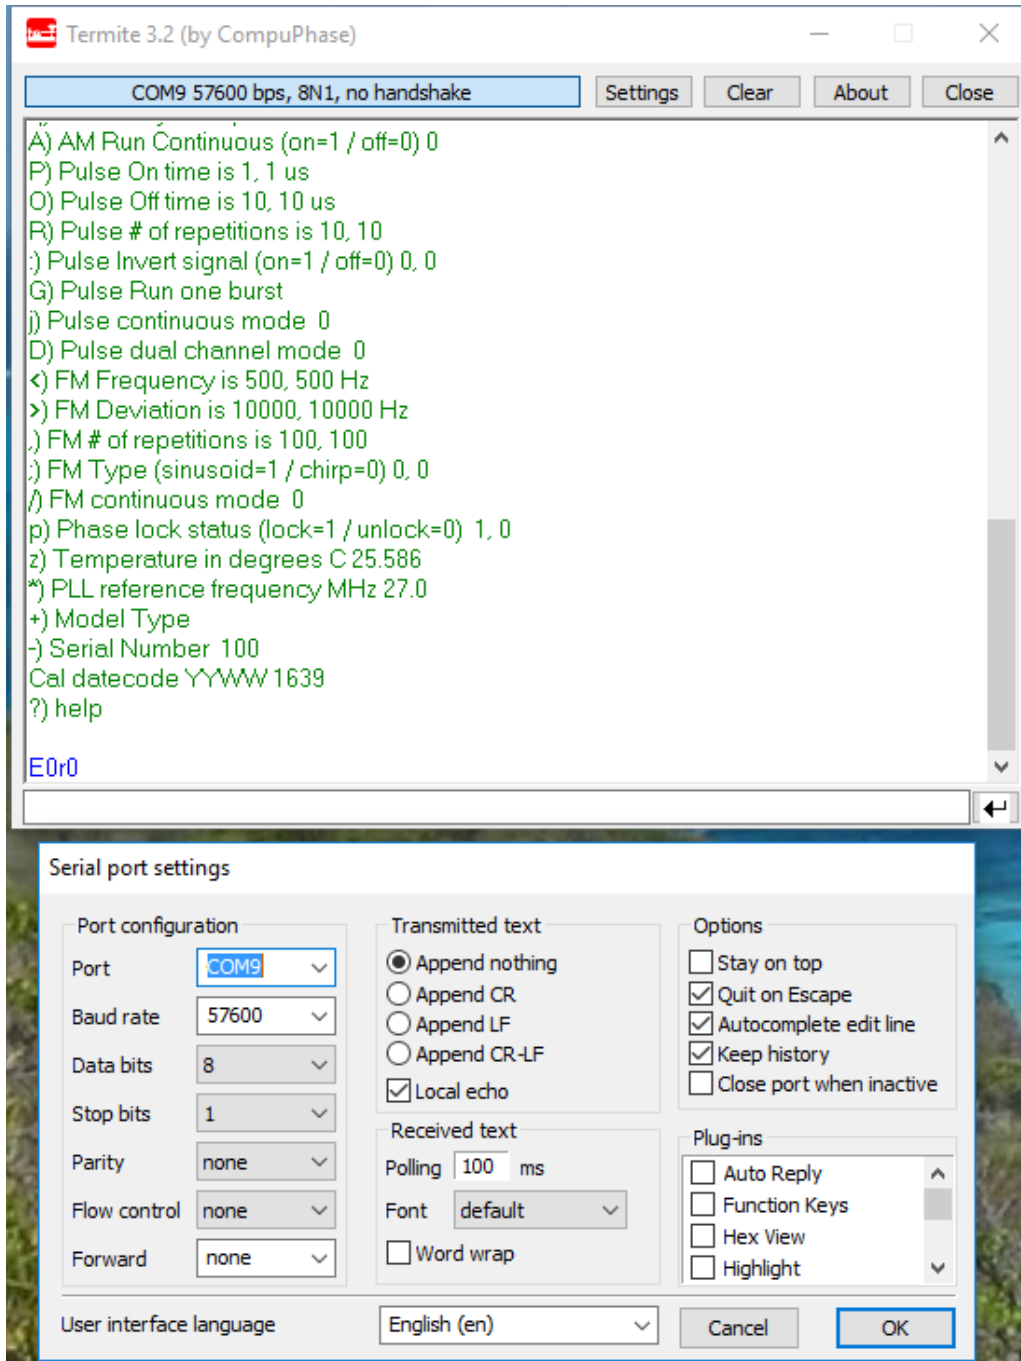 Termite 3.2 (by CompuPhase)
COM9 57600 bps, 8N1, no handshake
Settings
Clear
About
Close
A) AM Run Continuous (on=1 / off=0) 0
P) Pulse On time is 1, 1 us
O) Pulse Off time is 10, 10 us
R) Pulse # of repetitions is 10, 10
:) Pulse Invert signal (on=1 / off=0) 0, 0
G) Pulse Run one burst
j) Pulse continuous mode  0
D) Pulse dual channel mode  0
<) FM Frequency is 500, 500 Hz
>) FM Deviation is 10000, 10000 Hz
,) FM # of repetitions is 100, 100
;) FM Type (sinusoid=1 / chirp=0) 0, 0
/) FM continuous mode  0
p) Phase lock status (lock=1 / unlock=0)  1, 0
z) Temperature in degrees C 25.586
*) PLL reference frequency MHz 27.0
+) Model Type
-) Serial Number  100
Cal datecode YYWW 1639
?) help
E0r0
Serial port settings
Port configuration
Port
COM9
Baud rate
57600
Data bits
8
Stop bits
1
Parity
none
Flow control
none
Forward
none
Transmitted text
Append nothing
Append CR
Append LF
Append CR-LF
Local echo
Received text
Polling
100
ms
Font
default
Word wrap
Options
Stay on top
Quit on Escape
Autocomplete edit line
Keep history
Close port when inactive
Plug-ins
Auto Reply
Function Keys
Hex View
Highlight
User interface language
English (en)
Cancel
OK